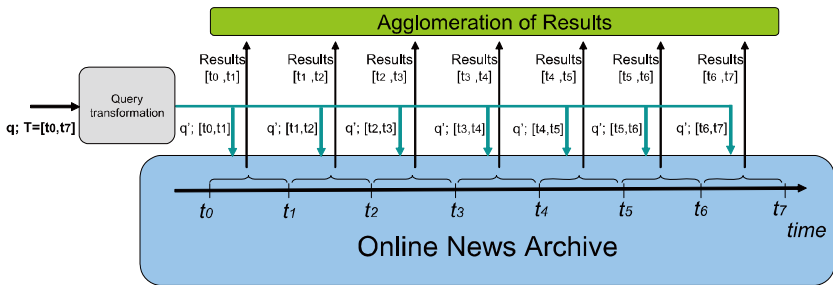 Agglomeration of Results
Results Results Results Results Results Results Results
[t0 ,t1] [t1 ,t2] [t2 ,t3] [t3 ,t4] [t4 ,t5] [t5 ,t6] [t6 ,t7]
Query
transformation
q; T=[t0,t7]
q'; [t0,t1] q'; [t1,t2] q'; [t2,t3] q'; [t3,t4] q'; [t4,t5] q'; [t5,t6] q'; [t6,t7]
t0 t1 t2 t3 t4 t5 t6 t7
time
Online News Archive